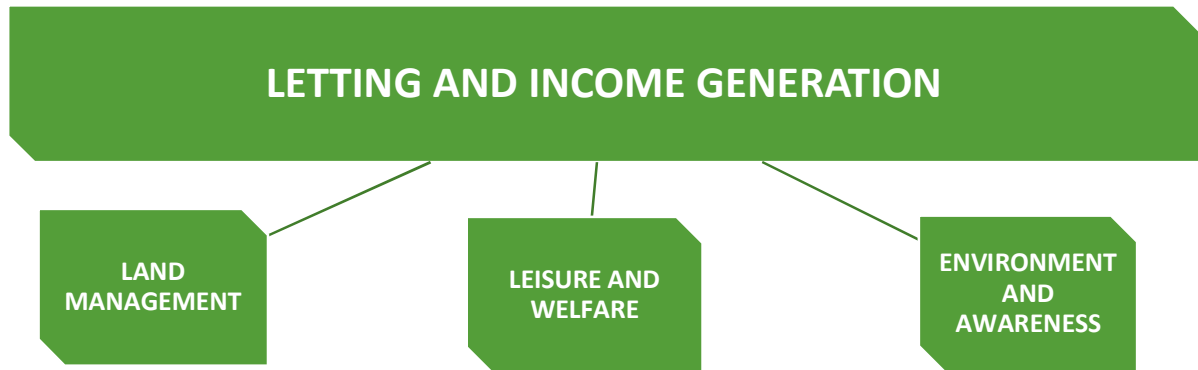 LETTING AND INCOME GENERATION
LAND
MANAGEMENT
LEISURE AND
WELFARE
ENVIRONMENT
AND
AWARENESS